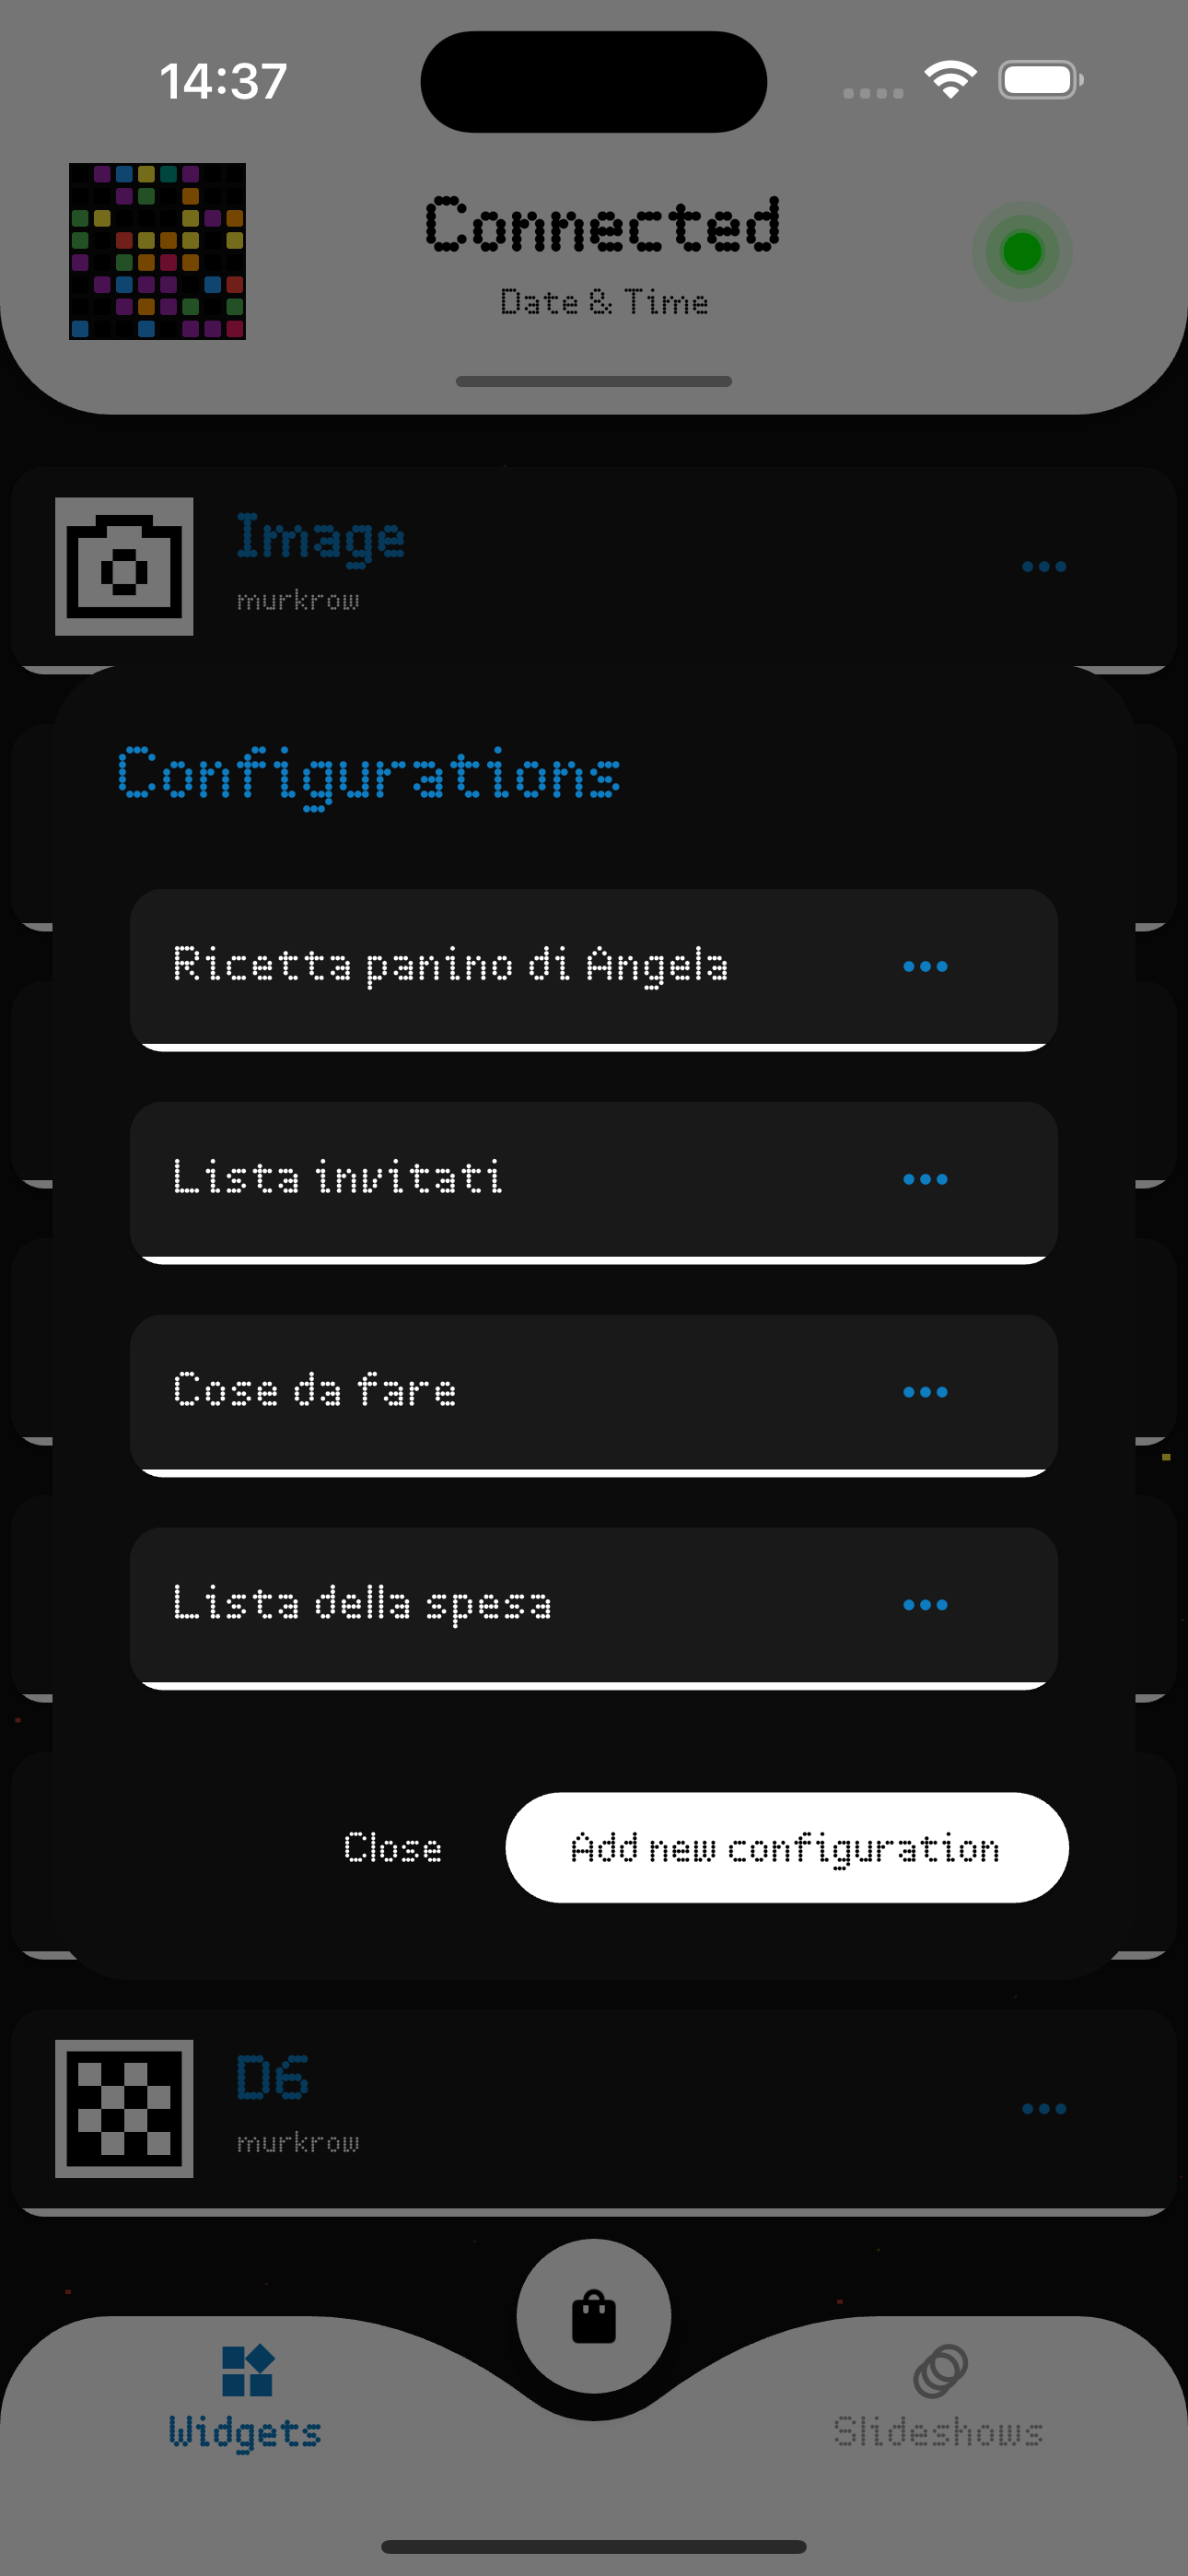 14:37
Connected
Date & Time
Image
murkrow
Configurations
Ricetta panino di Angela
Lista invitati
Cose da fare
Lista della spesa
Close
Add new configuration
D6
murkrow
Widgets
Slideshows